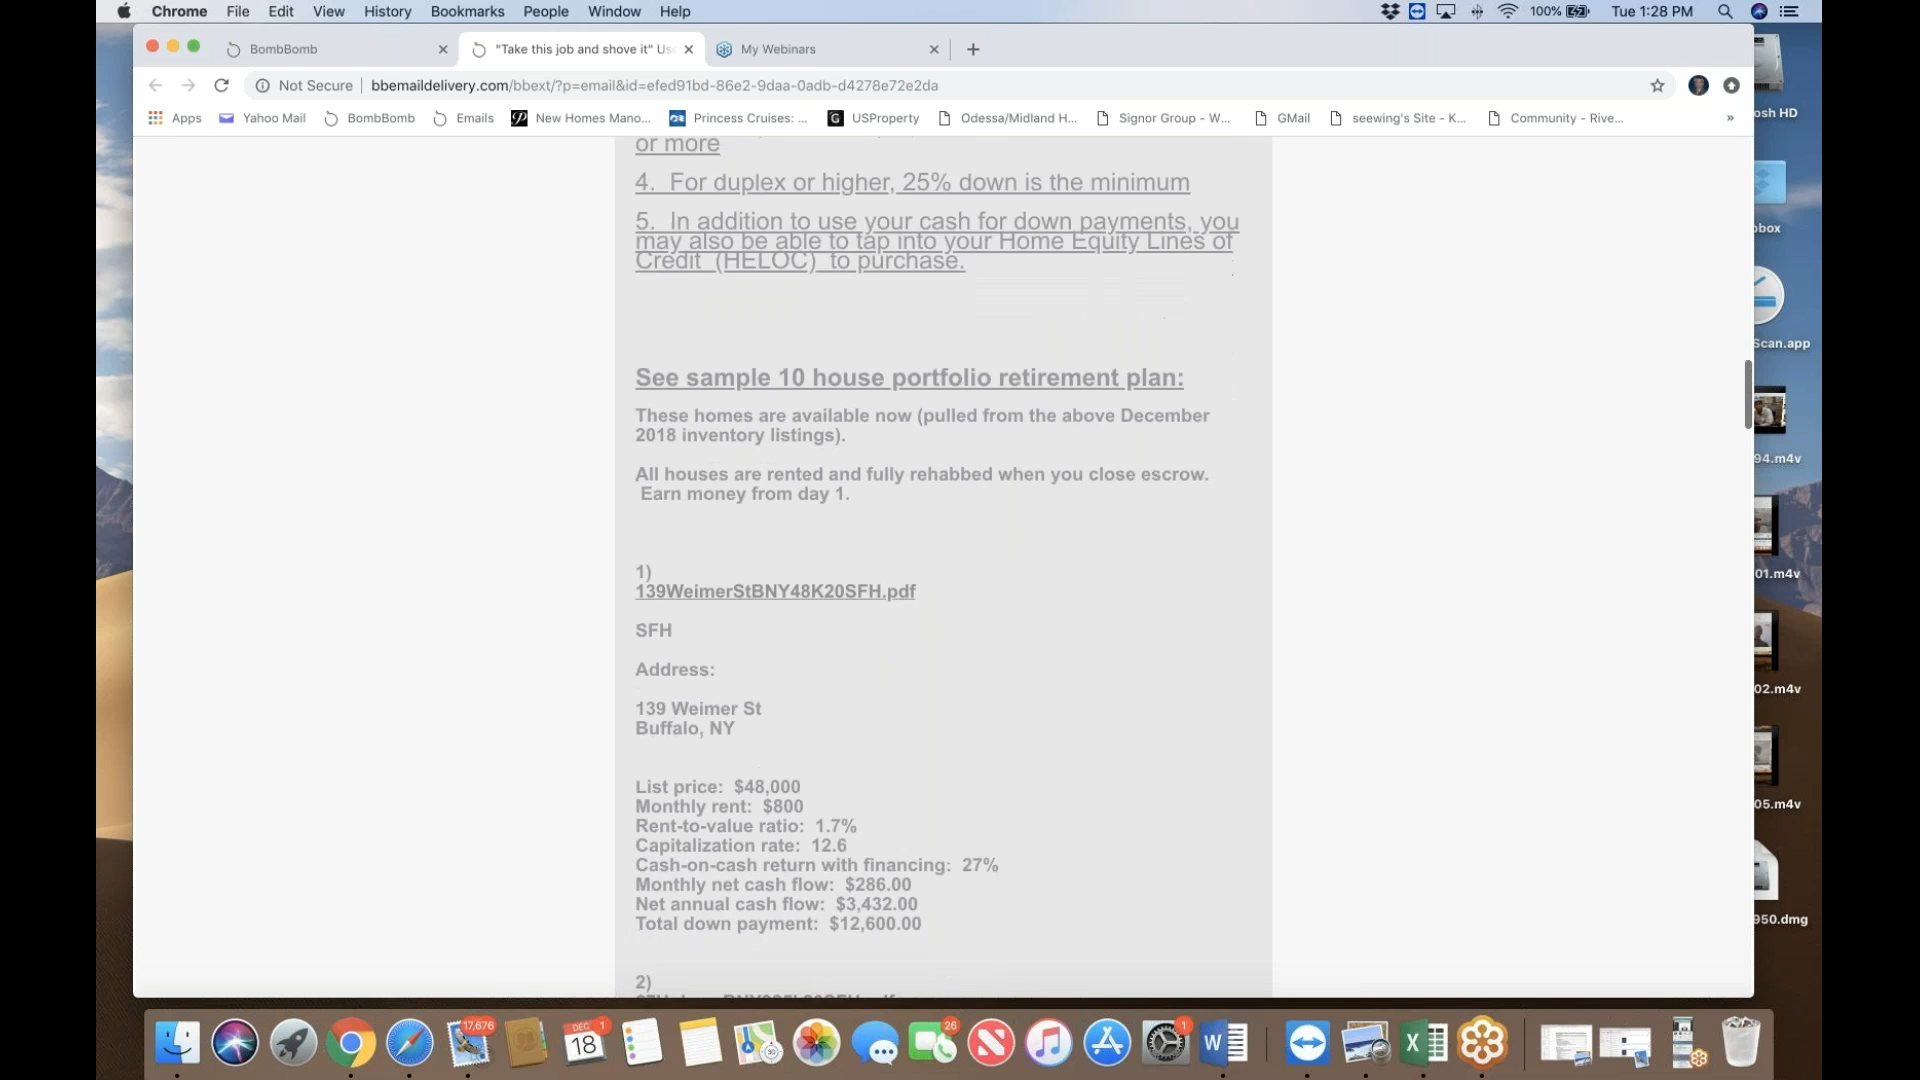 Chrome File Edit View History Bookmarks People Window Help 100% Tue 1:28 PM
BombBomb "Take this job and shove it" Us My Webinars
Not Secure bbemaildelivery.com/bbext/?p=email&id=efed91bd-86e2-9daa-0adb-d4278e72e2da
Apps Yahoo Mail BombBomb Emails New Homes Mano... Princess Cruises: ... USProperty Odessa/Midland H... Signor Group - W... GMail seewing's Site - K... Community - Rive... »
osh HD
or more
4. For duplex or higher, 25% down is the minimum
5. In addition to use your cash for down payments, you
may also be able to tap into your Home Equity Lines of
Credit (HELOC) to purchase.
box
Scan.app
See sample 10 house portfolio retirement plan:
These homes are available now (pulled from the above December
2018 inventory listings).
94.m4v
All houses are rented and fully rehabbed when you close escrow.
Earn money from day 1.
1)
01.m4v
139WeimerStBNY48K20SFH.pdf
SFH
Address:
02.m4v
139 Weimer St
Buffalo, NY
List price: $48,000
05.m4v
Monthly rent: $800
Rent-to-value ratio: 1.7%
Capitalization rate: 12.6
Cash-on-cash return with financing: 27%
Monthly net cash flow: $286.00
Net annual cash flow: $3,432.00
950.dmg
Total down payment: $12,600.00
2)
17,676 DEC 18 1 26 1